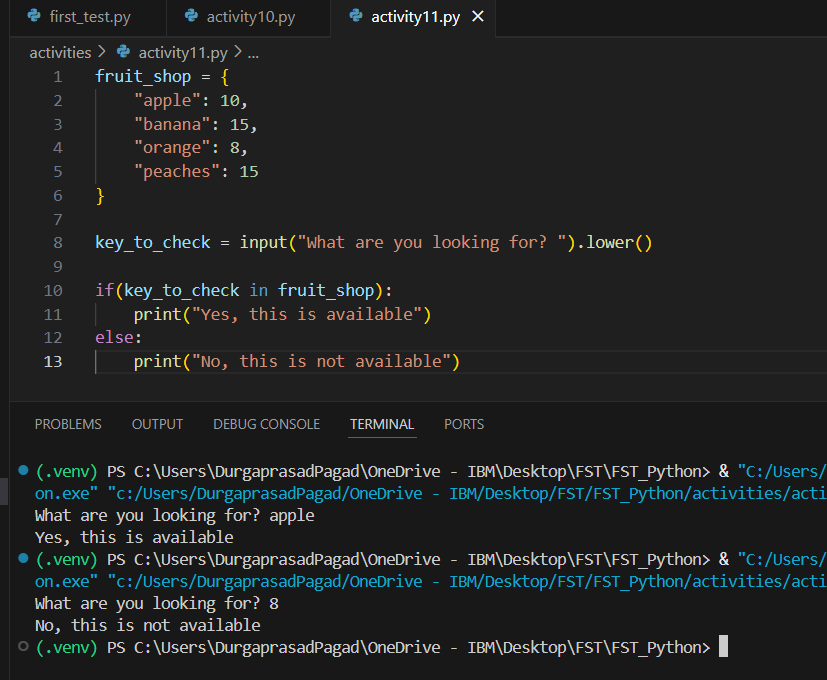 first_test.py activity10.py activity11.py ×
activities > activity11.py > ...
1 fruit_shop = {
2     "apple": 10,
3     "banana": 15,
4     "orange": 8,
5     "peaches": 15
6 }
7
8 key_to_check = input("What are you looking for? ").lower()
9
10 if(key_to_check in fruit_shop):
11     print("Yes, this is available")
12 else:
13     print("No, this is not available")
PROBLEMS OUTPUT DEBUG CONSOLE TERMINAL PORTS
(.venv) PS C:\Users\DurgaprasadPagad\OneDrive - IBM\Desktop\FST\FST_Python> & "C:/Users/
on.exe" "c:/Users/DurgaprasadPagad/OneDrive - IBM/Desktop/FST/FST_Python/activities/acti
What are you looking for? apple
Yes, this is available
(.venv) PS C:\Users\DurgaprasadPagad\OneDrive - IBM\Desktop\FST\FST_Python> & "C:/Users/
on.exe" "c:/Users/DurgaprasadPagad/OneDrive - IBM/Desktop/FST/FST_Python/activities/acti
What are you looking for? 8
No, this is not available
(.venv) PS C:\Users\DurgaprasadPagad\OneDrive - IBM\Desktop\FST\FST_Python>